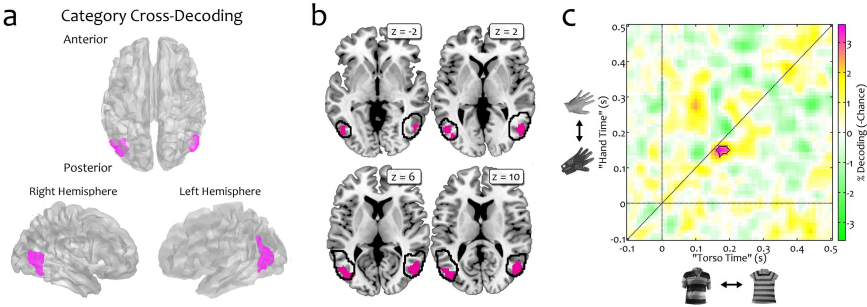 a
Category Cross-Decoding
Anterior
Posterior
Right Hemisphere
Left Hemisphere
b
z = -2
z = 2
z = 6
z = 10
c
"Hand Time" (s)
0.5
0.4
0.3
0.2
0.1
0
-0.1
-0.1
0
0.1
0.2
0.3
0.4
0.5
"Torso Time" (s)
3
2
1
-0
-1
-2
-3
% Decoding (-Chance)